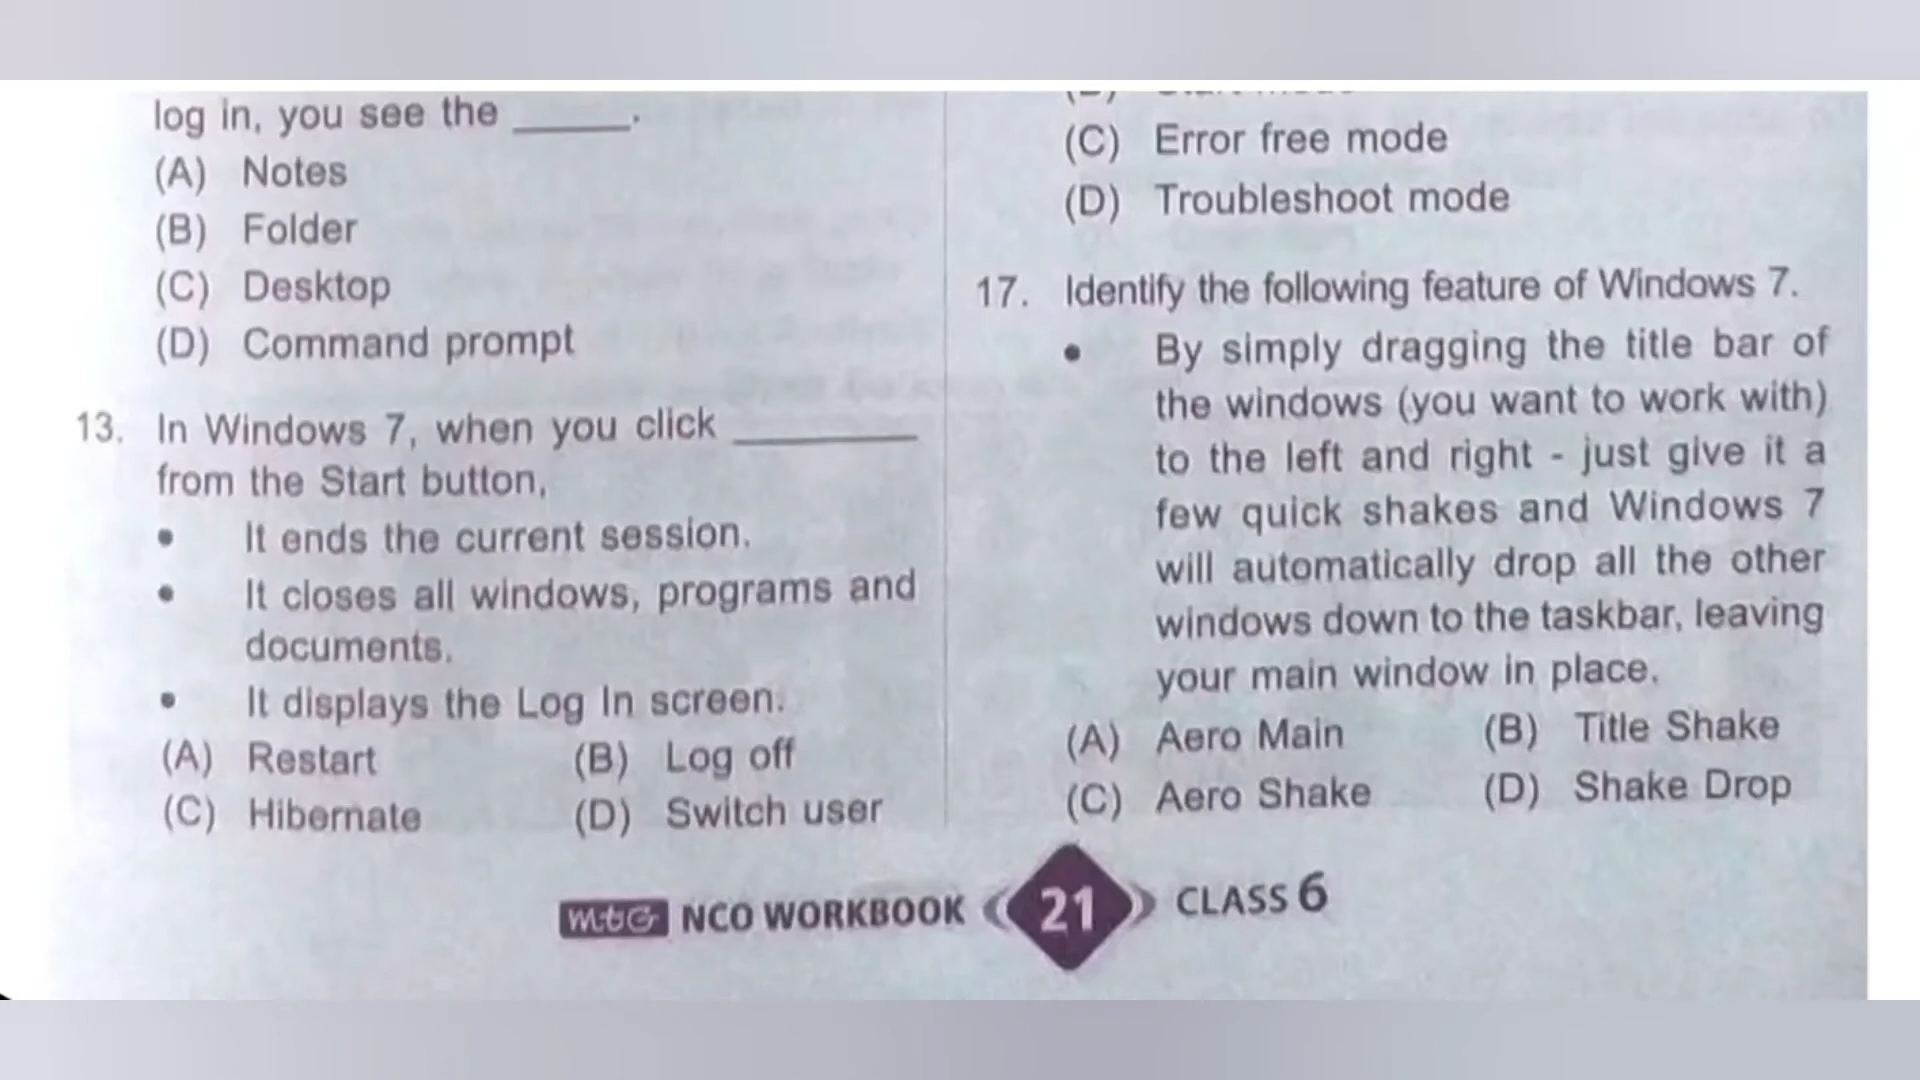 log in, you see the ______.
(A) Notes
(B) Folder
(C) Desktop
(D) Command prompt
13. In Windows 7, when you click ________
from the Start button,
• It ends the current session.
• It closes all windows, programs and
documents.
• It displays the Log In screen.
(A) Restart (B) Log off
(C) Hibernate (D) Switch user
(C) Error free mode
(D) Troubleshoot mode
17. Identify the following feature of Windows 7.
• By simply dragging the title bar of
the windows (you want to work with)
to the left and right - just give it a
few quick shakes and Windows 7
will automatically drop all the other
windows down to the taskbar, leaving
your main window in place.
(A) Aero Main (B) Title Shake
(C) Aero Shake (D) Shake Drop
MtG NCO WORKBOOK 21 CLASS 6